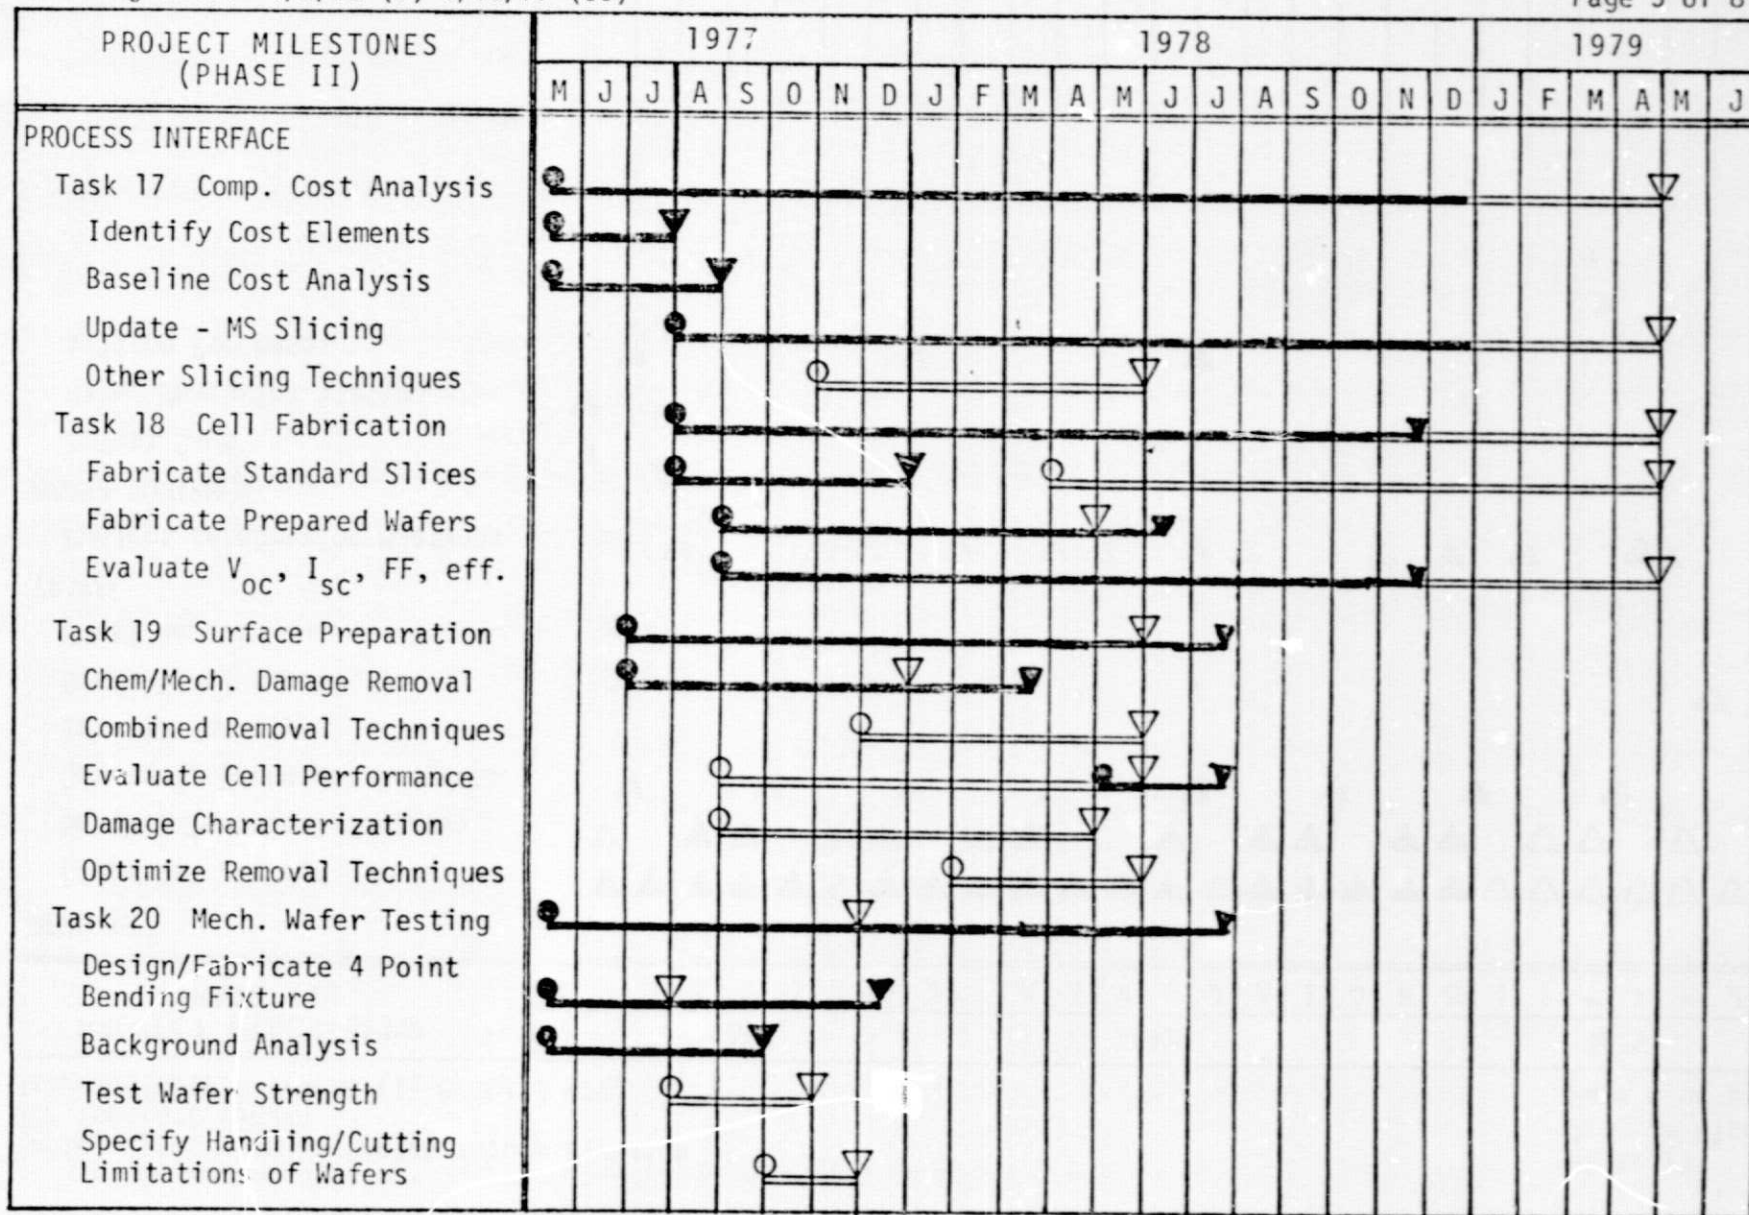 Page 5 of 8
PROJECT MILESTONES
(PHASE II)
1977 1978 1979
M J J A S O N D J F M A M J J A S O N D J F M A M J
PROCESS INTERFACE
Task 17 Comp. Cost Analysis
Identify Cost Elements
Baseline Cost Analysis
Update - MS Slicing
Other Slicing Techniques
Task 18 Cell Fabrication
Fabricate Standard Slices
Fabricate Prepared Wafers
Evaluate Voc, Isc, FF, eff.
Task 19 Surface Preparation
Chem/Mech. Damage Removal
Combined Removal Techniques
Evaluate Cell Performance
Damage Characterization
Optimize Removal Techniques
Task 20 Mech. Wafer Testing
Design/Fabricate 4 Point
Bending Fixture
Background Analysis
Test Wafer Strength
Specify Handling/Cutting
Limitations of Wafers